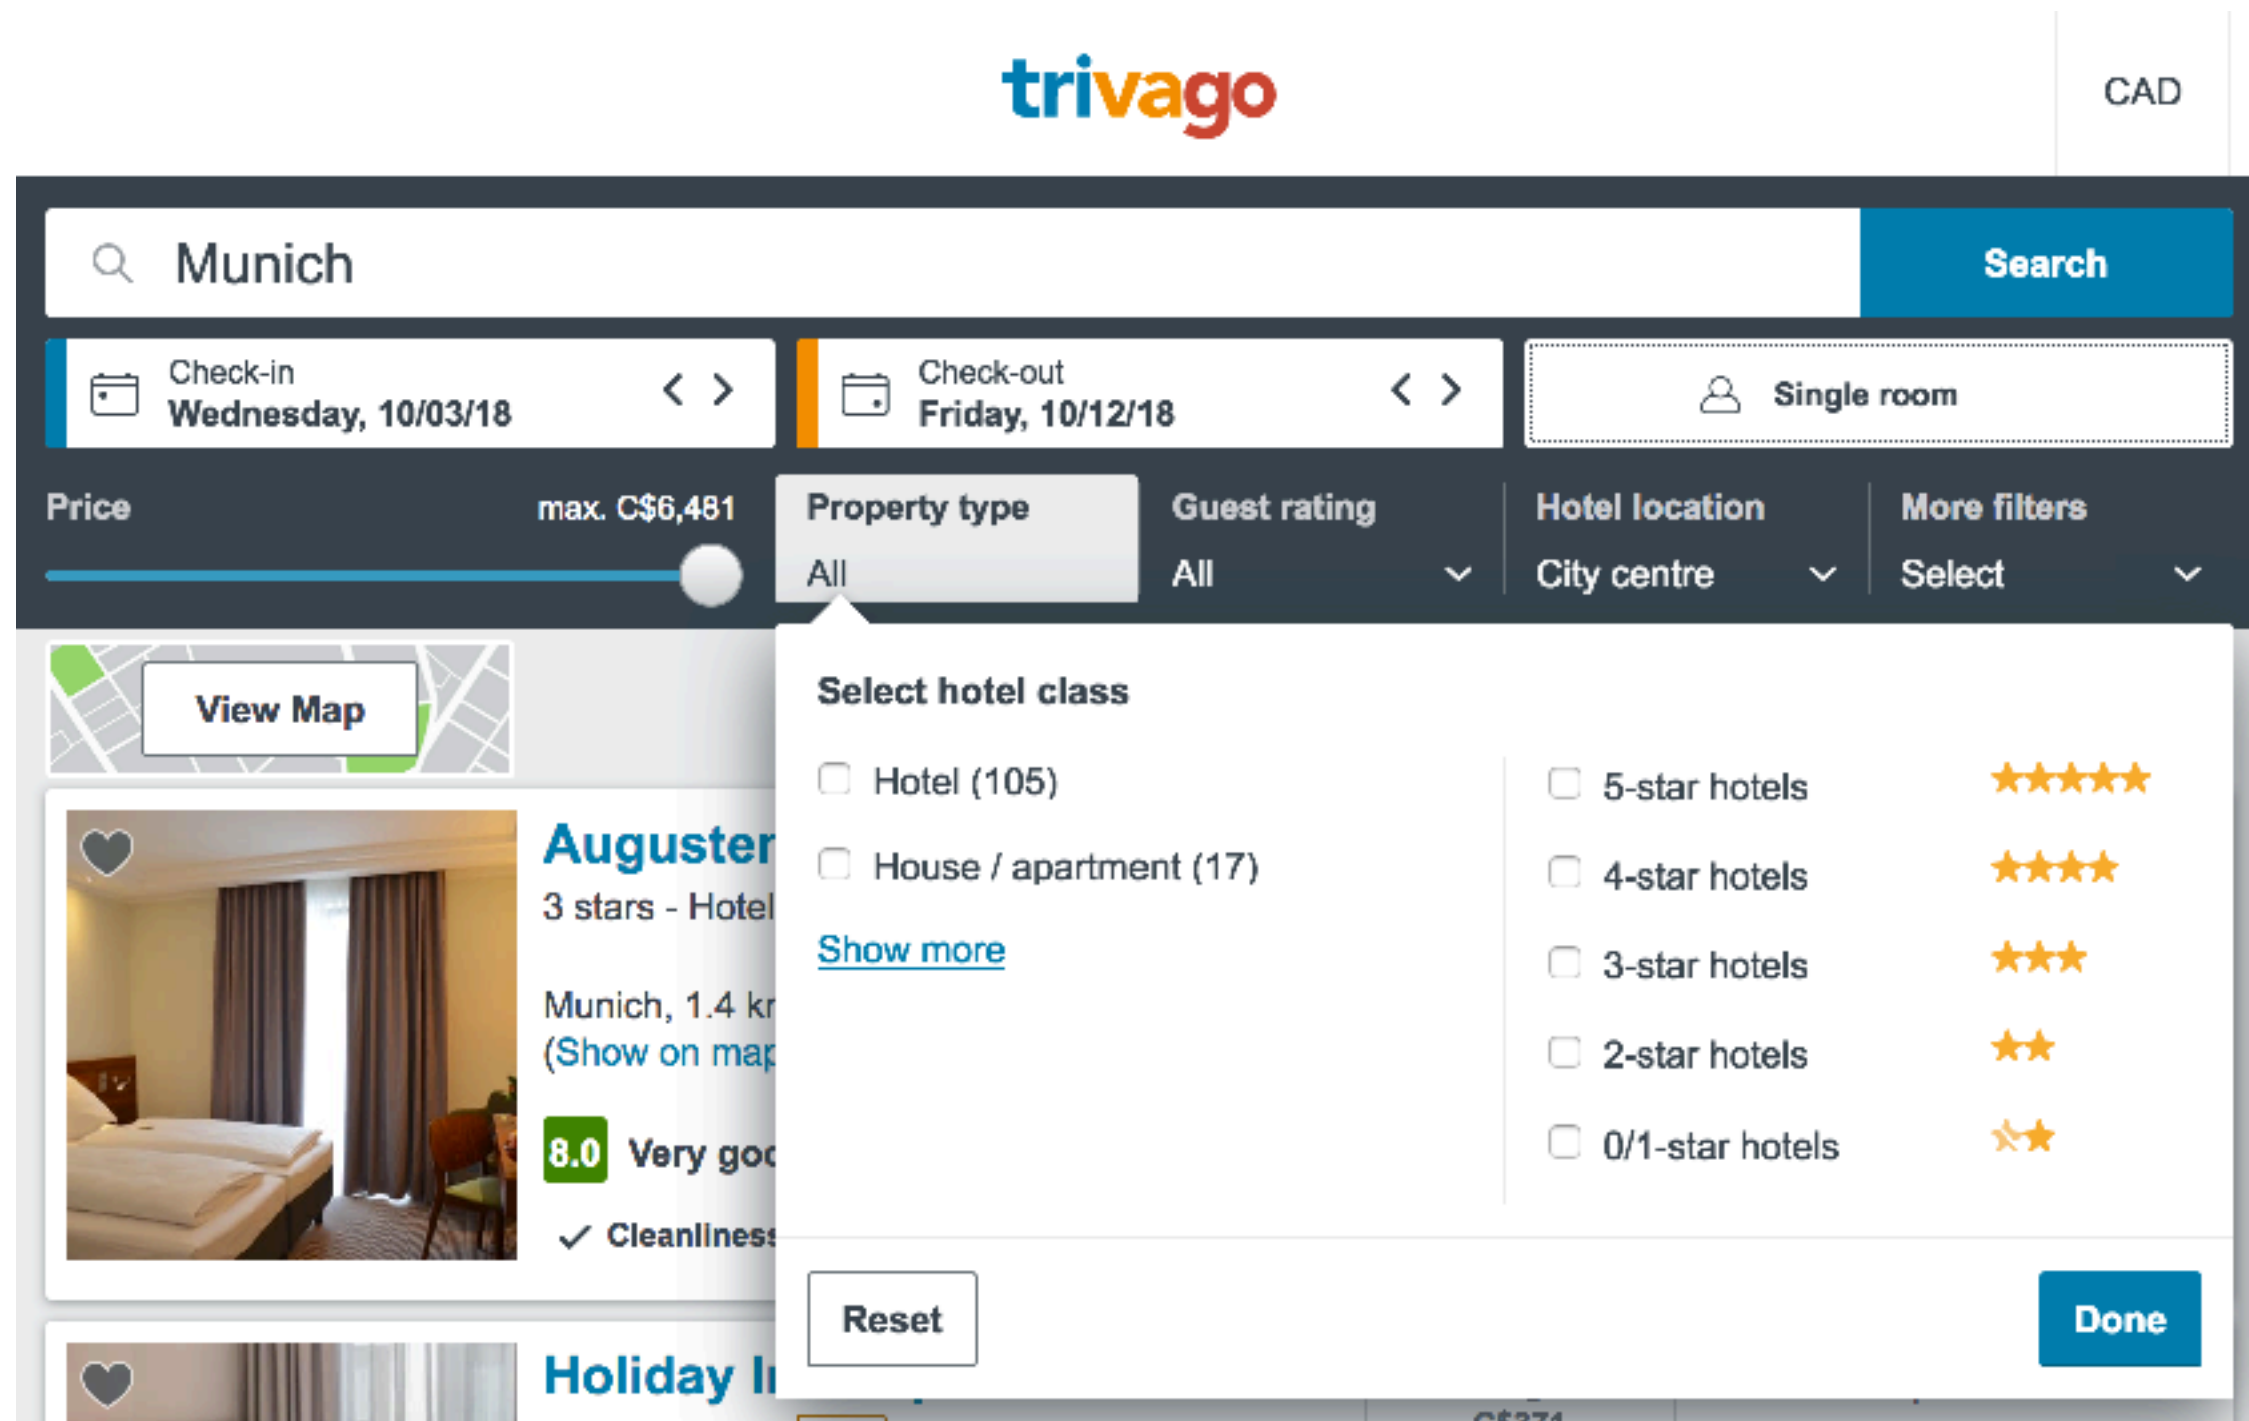 trivago
CAD
Munich
Search
Check-in
Wednesday, 10/03/18
Check-out
Friday, 10/12/18
Single room
Price
max. C$6,481
Property type
All
Guest rating
All
Hotel location
City centre
More filters
Select
View Map
Select hotel class
Hotel (105)
House / apartment (17)
Show more
5-star hotels
4-star hotels
3-star hotels
2-star hotels
0/1-star hotels
Reset
Done
Auguster
3 stars - Hotel
Munich, 1.4
(Show on map
8.0 Very
Cleanliness
Holiday